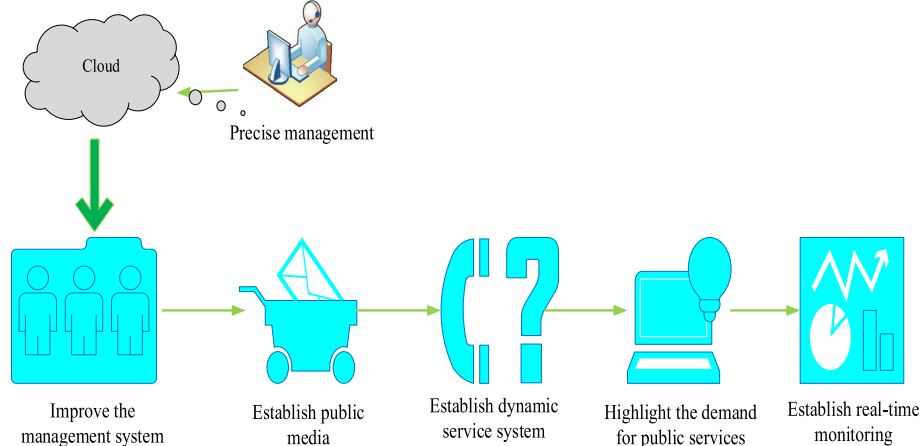 Cloud
Precise management
Improve the
management system
Establish public
media
Establish dynamic
service system
Highlight the demand
for public services
Establish real-time
monitoring